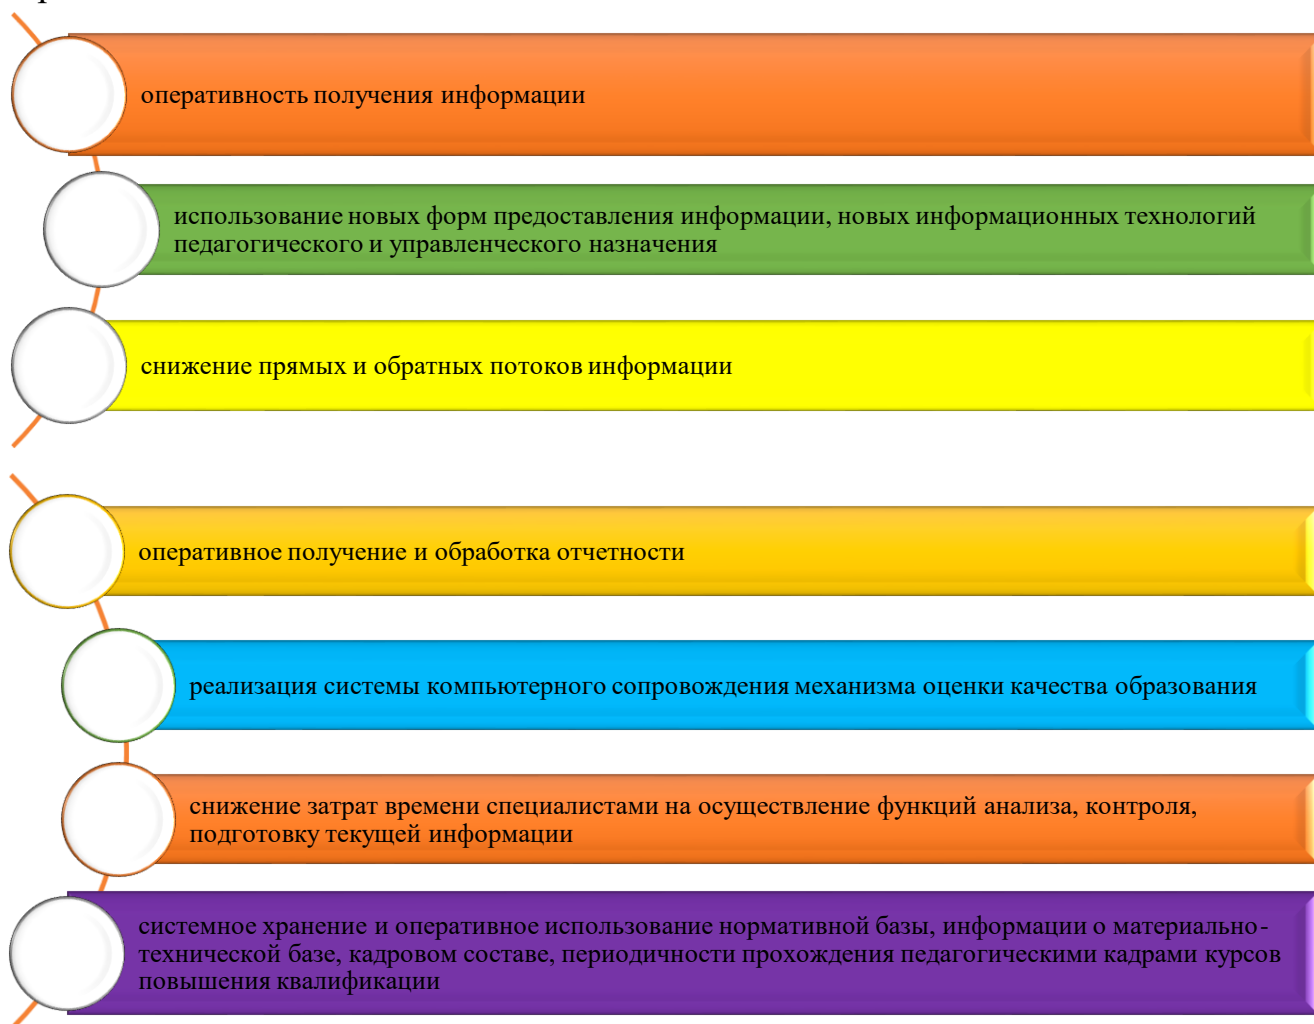 оперативность получения информации
использование новых форм предоставления информации, новых информационных технологий
педагогического и управленческого назначения
снижение прямых и обратных потоков информации
оперативное получение и обработка отчетности
реализация системы компьютерного сопровождения механизма оценки качества образования
снижение затрат времени специалистами на осуществление функций анализа, контроля,
подготовку текущей информации
системное хранение и оперативное использование нормативной базы, информации о материально-
технической базе, кадровом составе, периодичности прохождения педагогическими кадрами курсов
повышения квалификации